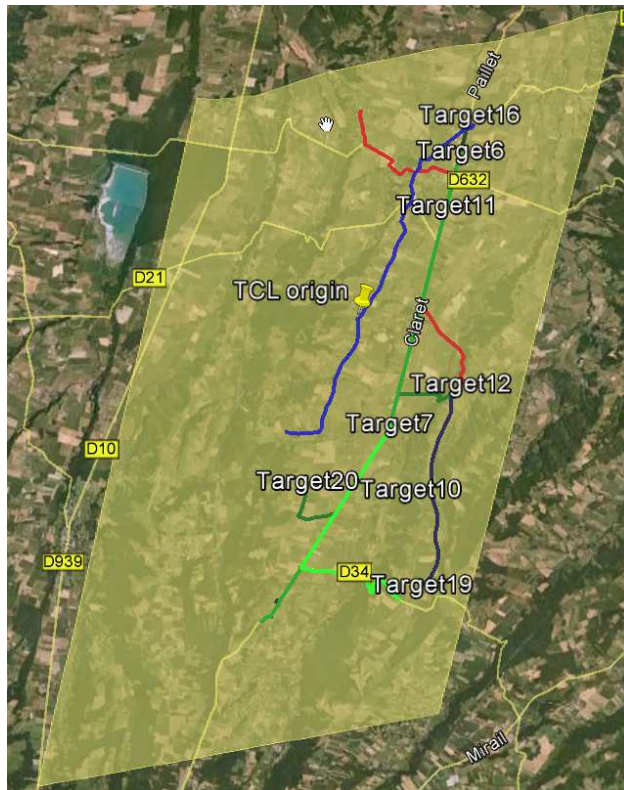 D
Paillet
Target16
Target6
D632
Target11
D21
TCL origin
Claret
Target12
Target7
D10
Target20
Target10
D939
D34
Target19
Mirail